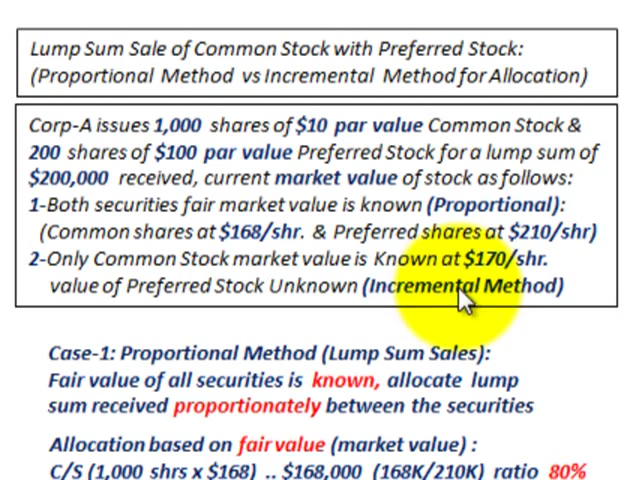 Lump Sum Sale of Common Stock with Preferred Stock:
(Proportional Method vs Incremental Method for Allocation)
Corp-A issues 1,000 shares of $10 par value Common Stock &
200 shares of $100 par value Preferred Stock for a lump sum of
$200,000 received, current market value of stock as follows:
1-Both securities fair market value is known (Proportional):
(Common shares at $168/shr. & Preferred shares at $210/shr)
2-Only Common Stock market value is Known at $170/shr.
value of Preferred Stock Unknown (Incremental Method)
Case-1: Proportional Method (Lump Sum Sales):
Fair value of all securities is known, allocate lump
sum received proportionately between the securities
Allocation based on fair value (market value) :
C/S (1,000 shrs x $168) .. $168,000 (168K/210K) ratio 80%